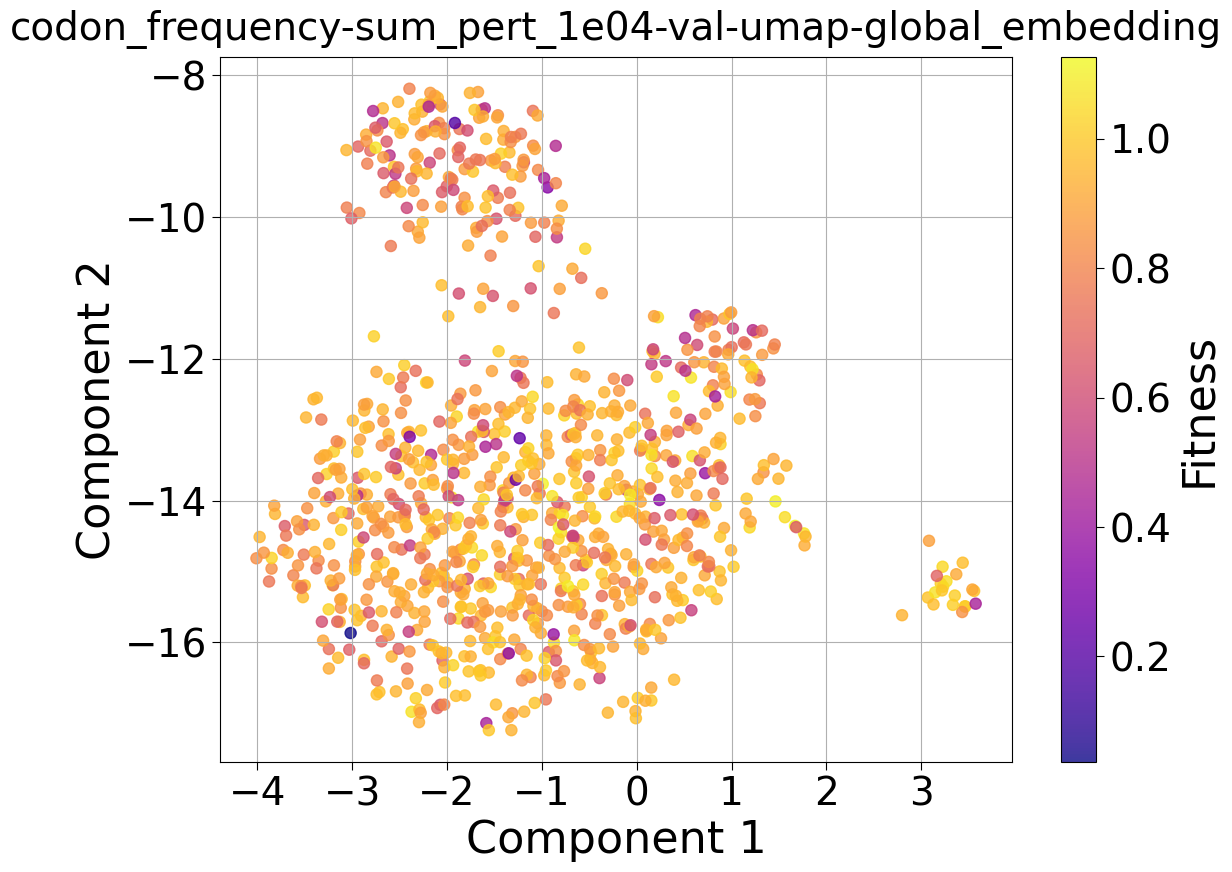 codon_frequency-sum_pert_1e04-val-umap-global_embedding
−8
−10
−12
−14
−16
Component 2
−4 −3 −2 −1 0 1 2 3
Component 1
1.0
0.8
0.6
0.4
0.2
Fitness